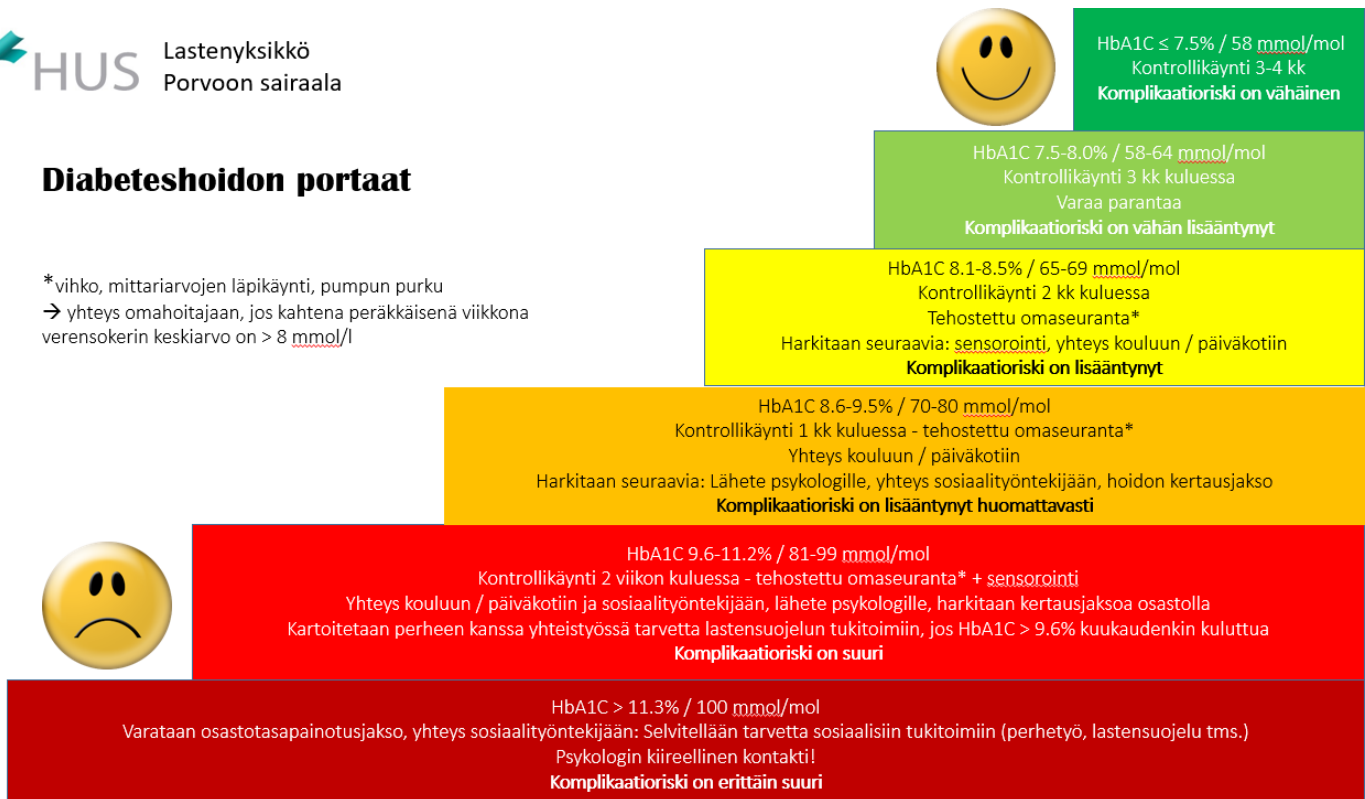 HUS
Lastenyksikkö
Porvoon sairaala
Diabeteshoidon portaat
*vihko, mittariarvojen läpikäynti, pumpun purku
→ yhteys omahoitajaan, jos kahtena peräkkäisenä viikkona
verensokerin keskiarvo on > 8 mmol/l
HbA1C ≤ 7.5% / 58 mmol/mol
Kontrollikäynti 3-4 kk
Komplikaatioriski on vähäinen
HbA1C 7.5-8.0% / 58-64 mmol/mol
Kontrollikäynti 3 kk kuluessa
Varaa parantaa
Komplikaatioriski on vähän lisääntynyt
HbA1C 8.1-8.5% / 65-69 mmol/mol
Kontrollikäynti 2 kk kuluessa
Tehostettu omaseuranta*
Harkitaan seuraavia: sensorointi, yhteys kouluun / päiväkotiin
Komplikaatioriski on lisääntynyt
HbA1C 8.6-9.5% / 70-80 mmol/mol
Kontrollikäynti 1 kk kuluessa - tehostettu omaseuranta*
Yhteys kouluun / päiväkotiin
Harkitaan seuraavia: Lähete psykologille, yhteys sosiaalityöntekijään, hoidon kertausjakso
Komplikaatioriski on lisääntynyt huomattavasti
HbA1C 9.6-11.2% / 81-99 mmol/mol
Kontrollikäynti 2 viikon kuluessa - tehostettu omaseuranta* + sensorointi
Yhteys kouluun / päiväkotiin ja sosiaalityöntekijään, lähete psykologille, harkitaan kertausjaksoa osastolla
Kartoitetaan perheen kanssa yhteistyössä tarvetta lastensuojelun tukitoimiin, jos HbA1C > 9.6% kuukaudenkin kuluttua
Komplikaatioriski on suuri
HbA1C > 11.3% / 100 mmol/mol
Varataan osastotasapainotusjakso, yhteys sosiaalityöntekijään: Selvitellään tarvetta sosiaalisiin tukitoimiin (perhetyö, lastensuojelu tms.)
Psykologin kiireellinen kontakti!
Komplikaatioriski on erittäin suuri